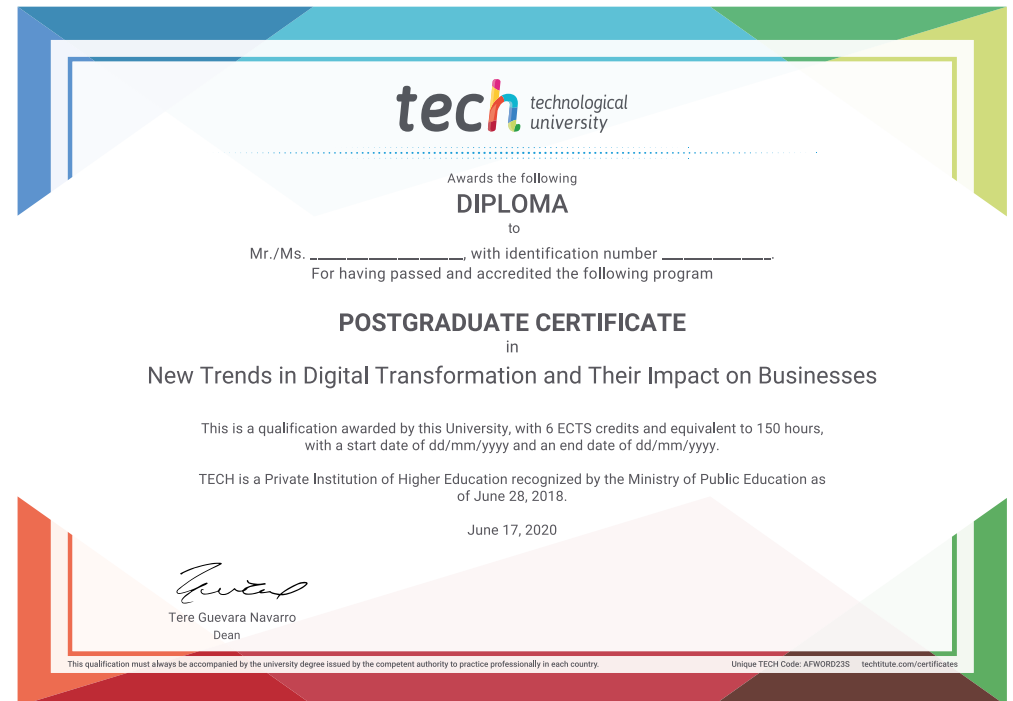 tech technological
university
Awards the following
DIPLOMA
to
Mr./Ms. ____________________, with identification number ______________.
For having passed and accredited the following program
POSTGRADUATE CERTIFICATE
in
New Trends in Digital Transformation and Their Impact on Businesses
This is a qualification awarded by this University, with 6 ECTS credits and equivalent to 150 hours,
with a start date of dd/mm/yyyy and an end date of dd/mm/yyyy.
TECH is a Private Institution of Higher Education recognized by the Ministry of Public Education as
of June 28, 2018.
June 17, 2020
Tere Guevara Navarro
Dean
This qualification must always be accompanied by the university degree issued by the competent authority to practice professionally in each country.
Unique TECH Code: AFWORD23S techtitute.com/certificates